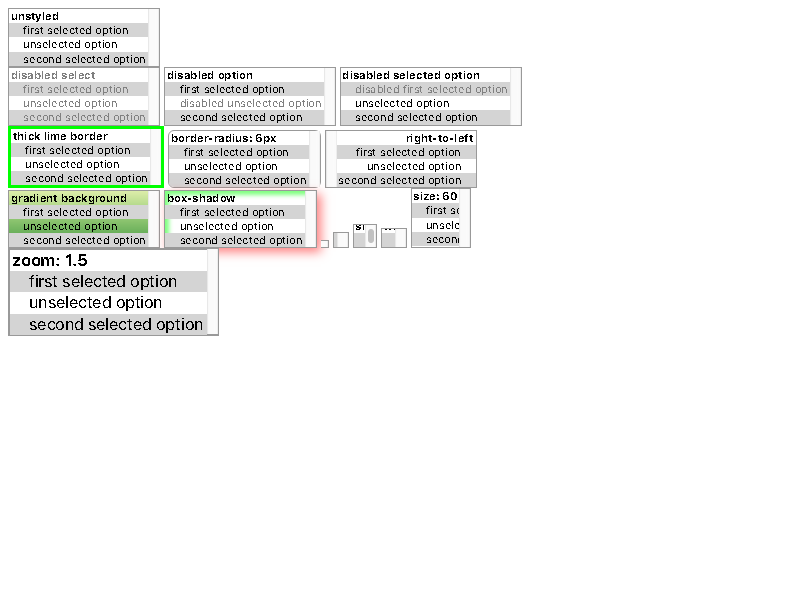 unstyled
first selected option
unselected option
second selected option
disabled select
first selected option
unselected option
second selected option
disabled option
first selected option
disabled unselected option
second selected option
disabled selected option
disabled first selected option
unselected option
second selected option
thick lime border
first selected option
unselected option
second selected option
border-radius: 6px
first selected option
unselected option
second selected option
right-to-left
first selected option
unselected option
second selected option
gradient background
first selected option
unselected option
second selected option
box-shadow
first selected option
unselected option
second selected option
size: 60
first s
unsele
second
zoom: 1.5
first selected option
unselected option
second selected option